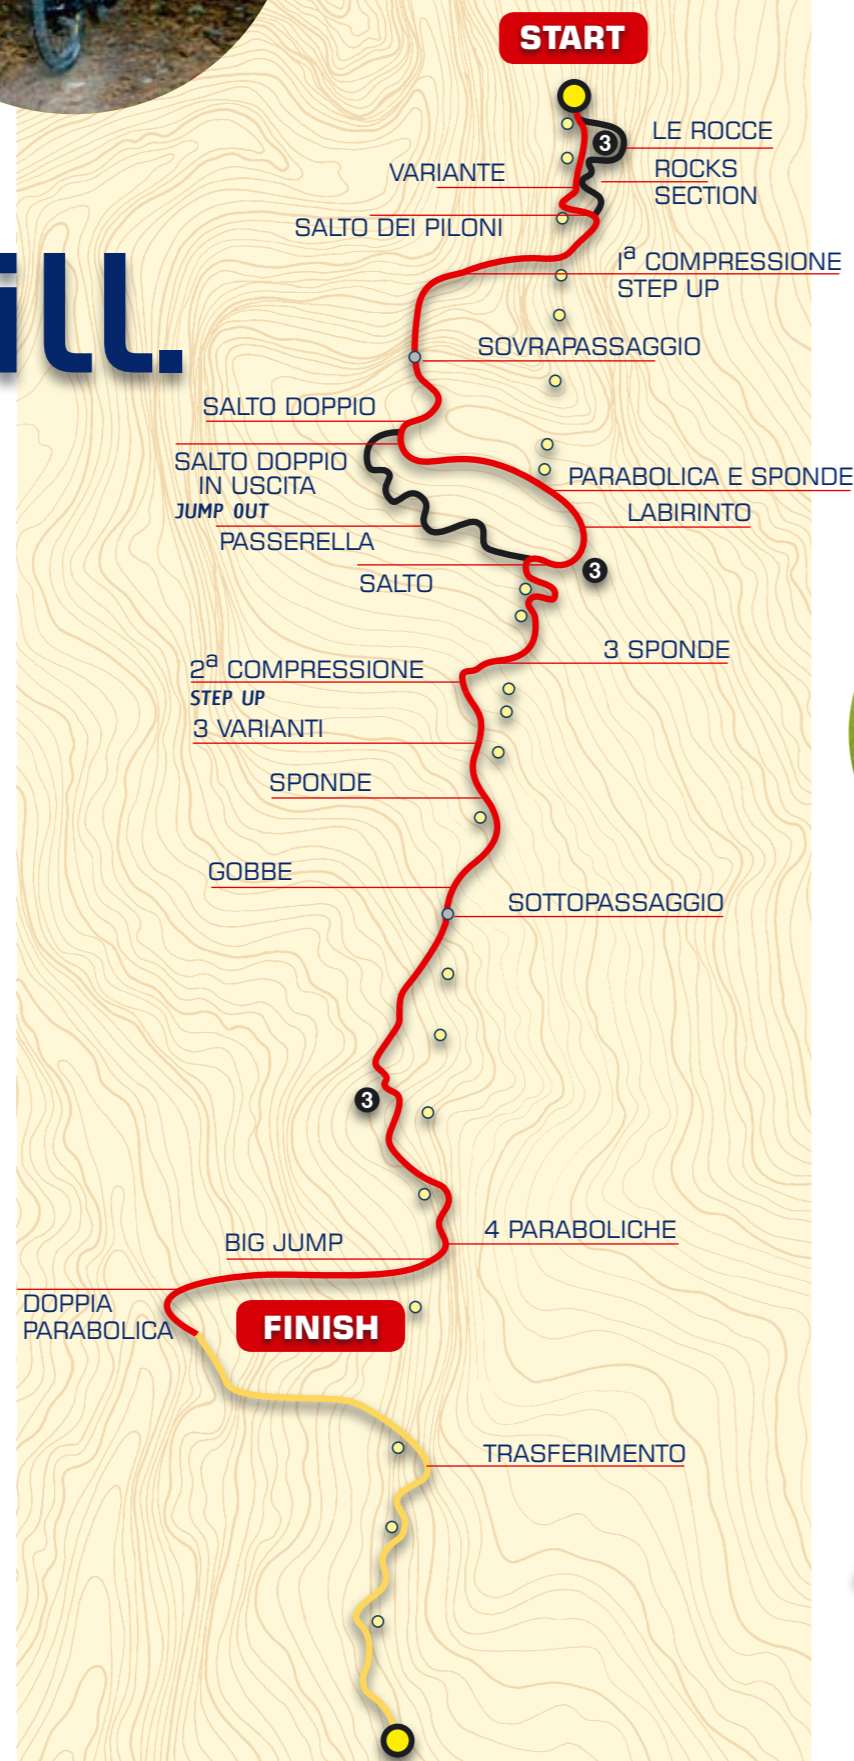 START
3
LE ROCCE
VARIANTE
ROCKS
SECTION
SALTO DEI PILONI
1ª COMPRESSIONE
STEP UP
ill.
SOVRAPASSAGGIO
SALTO DOPPIO
SALTO DOPPIO
IN USCITA
JUMP OUT
PARABOLICA E SPONDE
LABIRINTO
PASSERELLA
3
SALTO
3 SPONDE
2ª COMPRESSIONE
STEP UP
3 VARIANTI
SPONDE
GOBBE
SOTTOPASSAGGIO
3
4 PARABOLICHE
BIG JUMP
DOPPIA
PARABOLICA
FINISH
TRASFERIMENTO